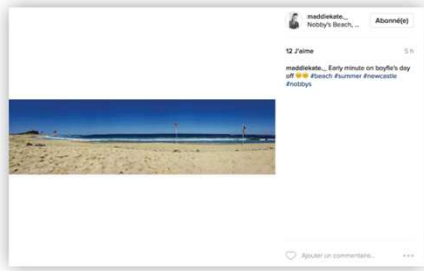 maddiekate._
Nobby's Beach, ...
Abonné(e)
12 J'aime
5 h
maddiekate._ Early minute on boyfie's day
off 😍😍 #beach #summer #newcastle
#nobbys
Ajouter un commentaire...